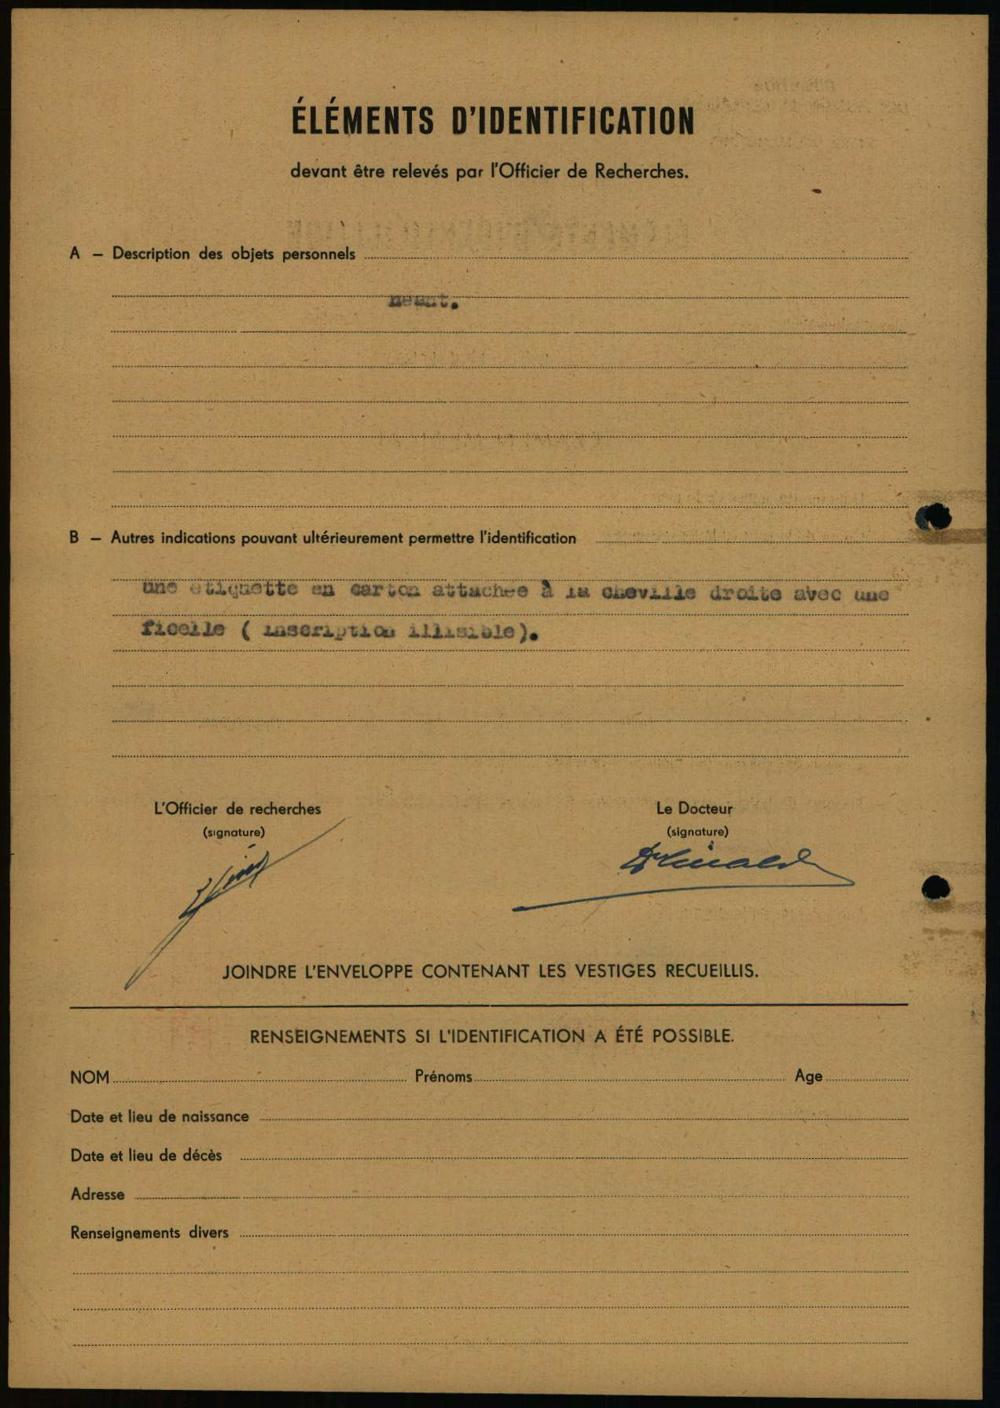 ÉLÉMENTS D'IDENTIFICATION
devant être relevés par l'Officier de Recherches.
A – Description des objets personnels
néant.
B – Autres indications pouvant ultérieurement permettre l'identification
une etiquette en carton attachée à la cheville droite avec une
ficelle ( inscription illisible).
L'Officier de recherches
(signature)
Le Docteur
(signature)
JOINDRE L'ENVELOPPE CONTENANT LES VESTIGES RECUEILLIS.
RENSEIGNEMENTS SI L'IDENTIFICATION A ÉTÉ POSSIBLE.
NOM Prénoms Age
Date et lieu de naissance
Date et lieu de décès
Adresse
Renseignements divers